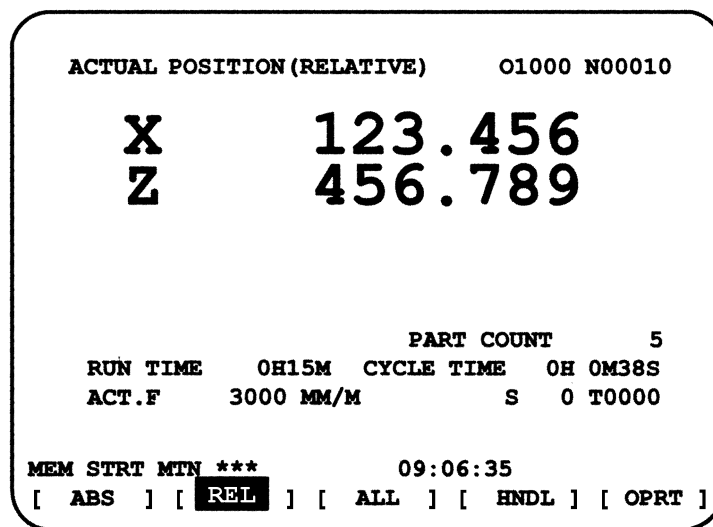 ACTUAL POSITION(RELATIVE) O1000 N00010
X 123.456
Z 456.789
PART COUNT 5
RUN TIME 0H15M CYCLE TIME 0H 0M38S
ACT.F 3000 MM/M S 0 T0000
MEM STRT MTN *** 09:06:35
[ ABS ] [ REL ] [ ALL ] [ HNDL ] [ OPRT ]